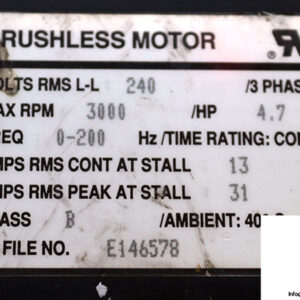 RUSHLESS MOTOR
OLTS RMS L-L 240 /3 PHAS
AX RPM 3000 /HP 4.7
REQ 0-200 Hz /TIME RATING: CO
MPS RMS CONT AT STALL 13
MPS RMS PEAK AT STALL 31
ASS B /AMBIENT: 40
FILE NO. E146578